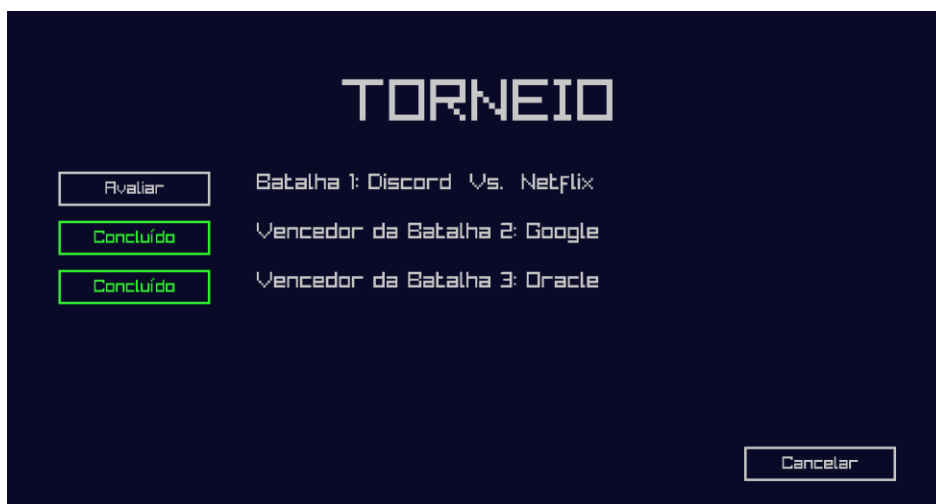 TORNEIO
Avaliar
Batalha 1: Discord Vs. Netflix
Concluído
Vencedor da Batalha 2: Google
Concluído
Vencedor da Batalha 3: Oracle
Cancelar